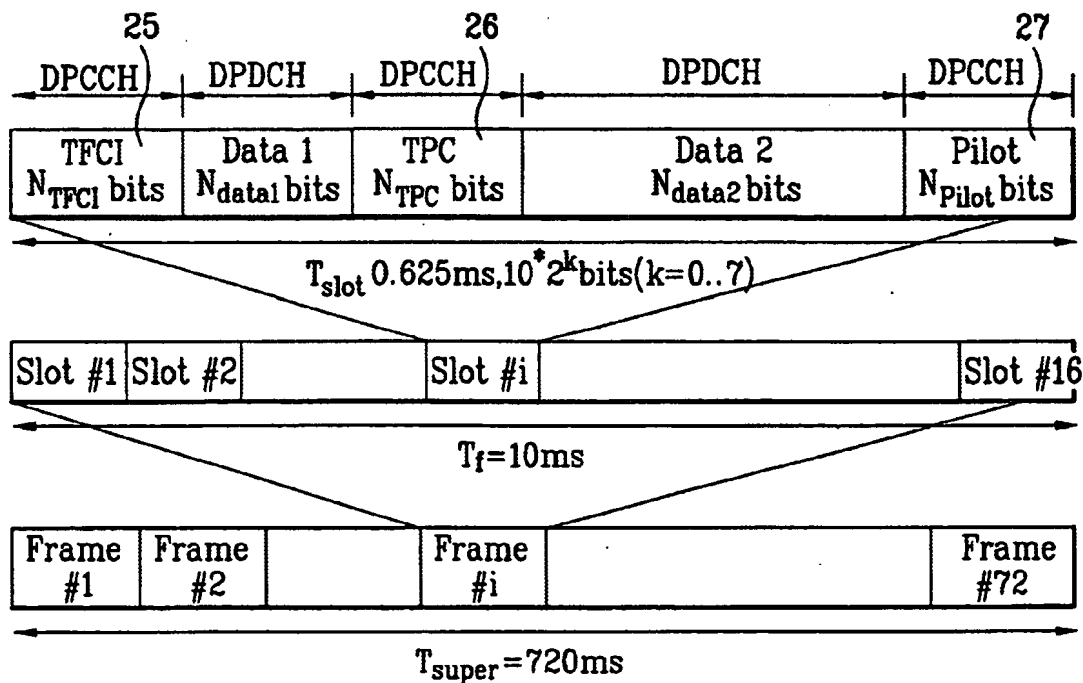 25 26 27
DPCCH DPDCH DPCCH DPDCH DPCCH
TFCI Data 1 TPC Data 2 Pilot
N_TFCI bits N_data1 bits N_TPC bits N_data2 bits N_Pilot bits
T_slot 0.625ms,10*2^k bits(k=0..7)
Slot #1 Slot #2 Slot #i Slot #16
T_f=10ms
Frame Frame Frame Frame
#1 #2 #i #72
T_super=720ms